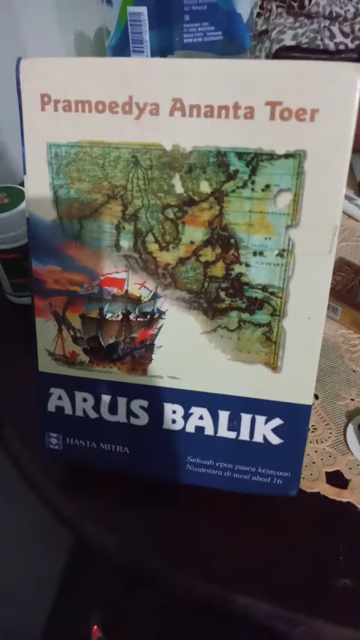 Pramoedya Ananta Toer
ARUS BALIK
HASTA MITRA
Sebuah epos pasca kejayaan
Nusantara di awal abad 16